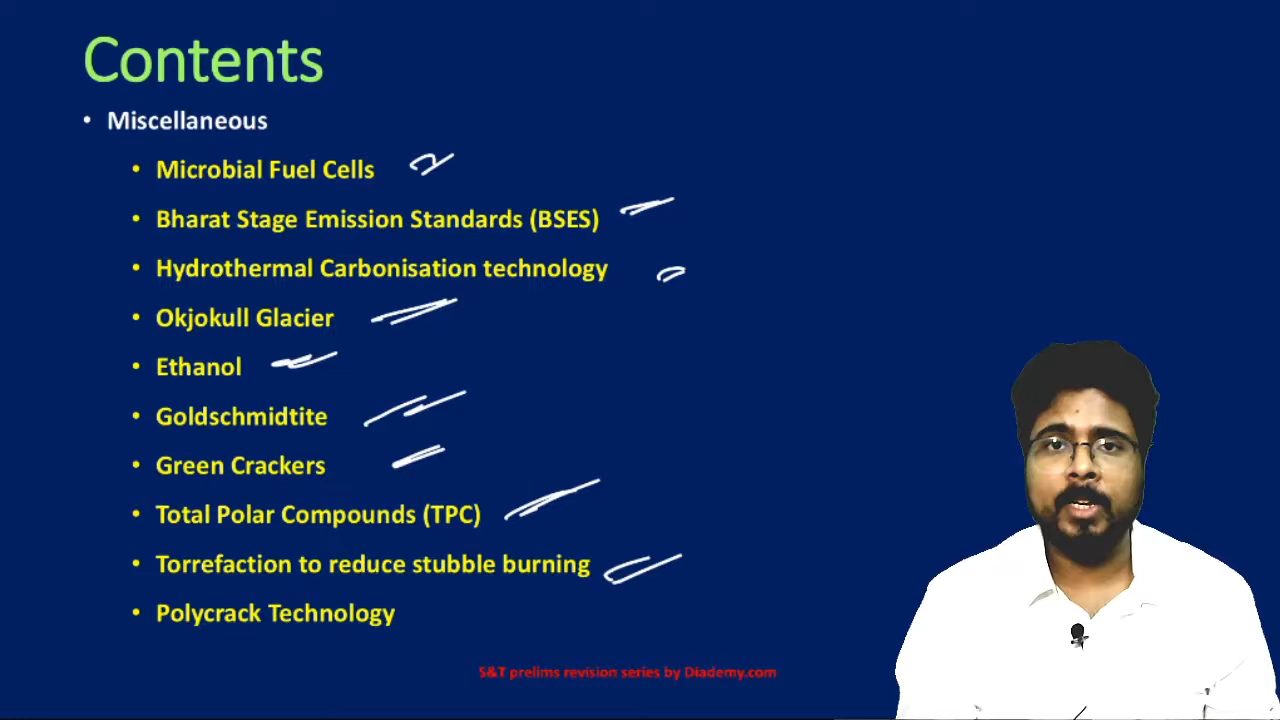 Contents
• Miscellaneous
• Microbial Fuel Cells
• Bharat Stage Emission Standards (BSES)
• Hydrothermal Carbonisation technology
• Okjokull Glacier
• Ethanol
• Goldschmidtite
• Green Crackers
• Total Polar Compounds (TPC)
• Torrefaction to reduce stubble burning
• Polycrack Technology
S&T prelims revision series by Diademy.com